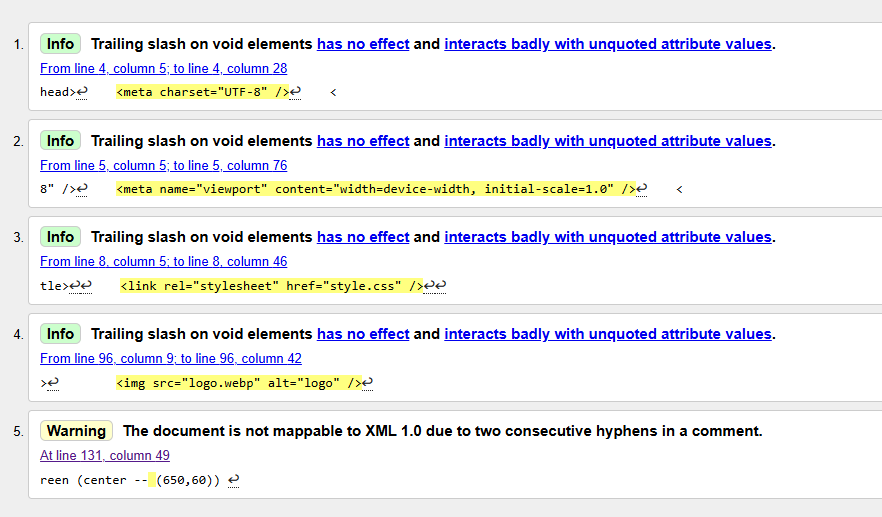 1. Info Trailing slash on void elements has no effect and interacts badly with unquoted attribute values.
From line 4, column 5; to line 4, column 28
head>↩    <meta charset="UTF-8" />↩    <
2. Info Trailing slash on void elements has no effect and interacts badly with unquoted attribute values.
From line 5, column 5; to line 5, column 76
8" />↩    <meta name="viewport" content="width=device-width, initial-scale=1.0" />↩    <
3. Info Trailing slash on void elements has no effect and interacts badly with unquoted attribute values.
From line 8, column 5; to line 8, column 46
tle>↩↩    <link rel="stylesheet" href="style.css" />↩↩
4. Info Trailing slash on void elements has no effect and interacts badly with unquoted attribute values.
From line 96, column 9; to line 96, column 42
>↩        <img src="logo.webp" alt="logo" />↩
5. Warning The document is not mappable to XML 1.0 due to two consecutive hyphens in a comment.
At line 131, column 49
reen (center -- (650,60)) ↩